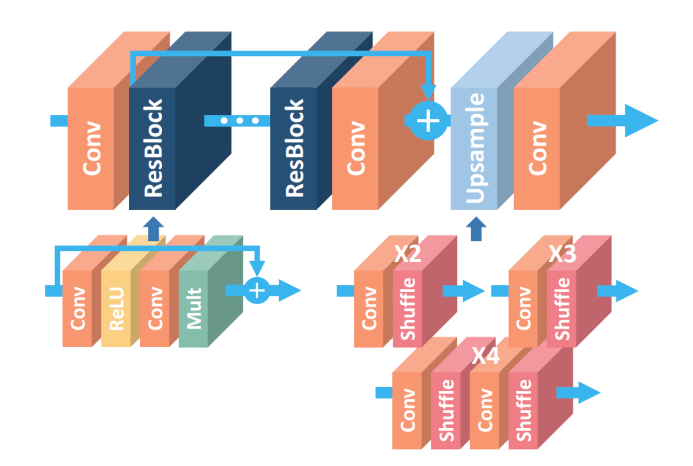 Conv
ResBlock
ResBlock
Conv
+
Upsample
Conv
Conv
ReLU
Conv
Mult
+
X2
Conv
Shuffle
X3
Conv
Shuffle
X4
Conv
Shuffle
Conv
Shuffle